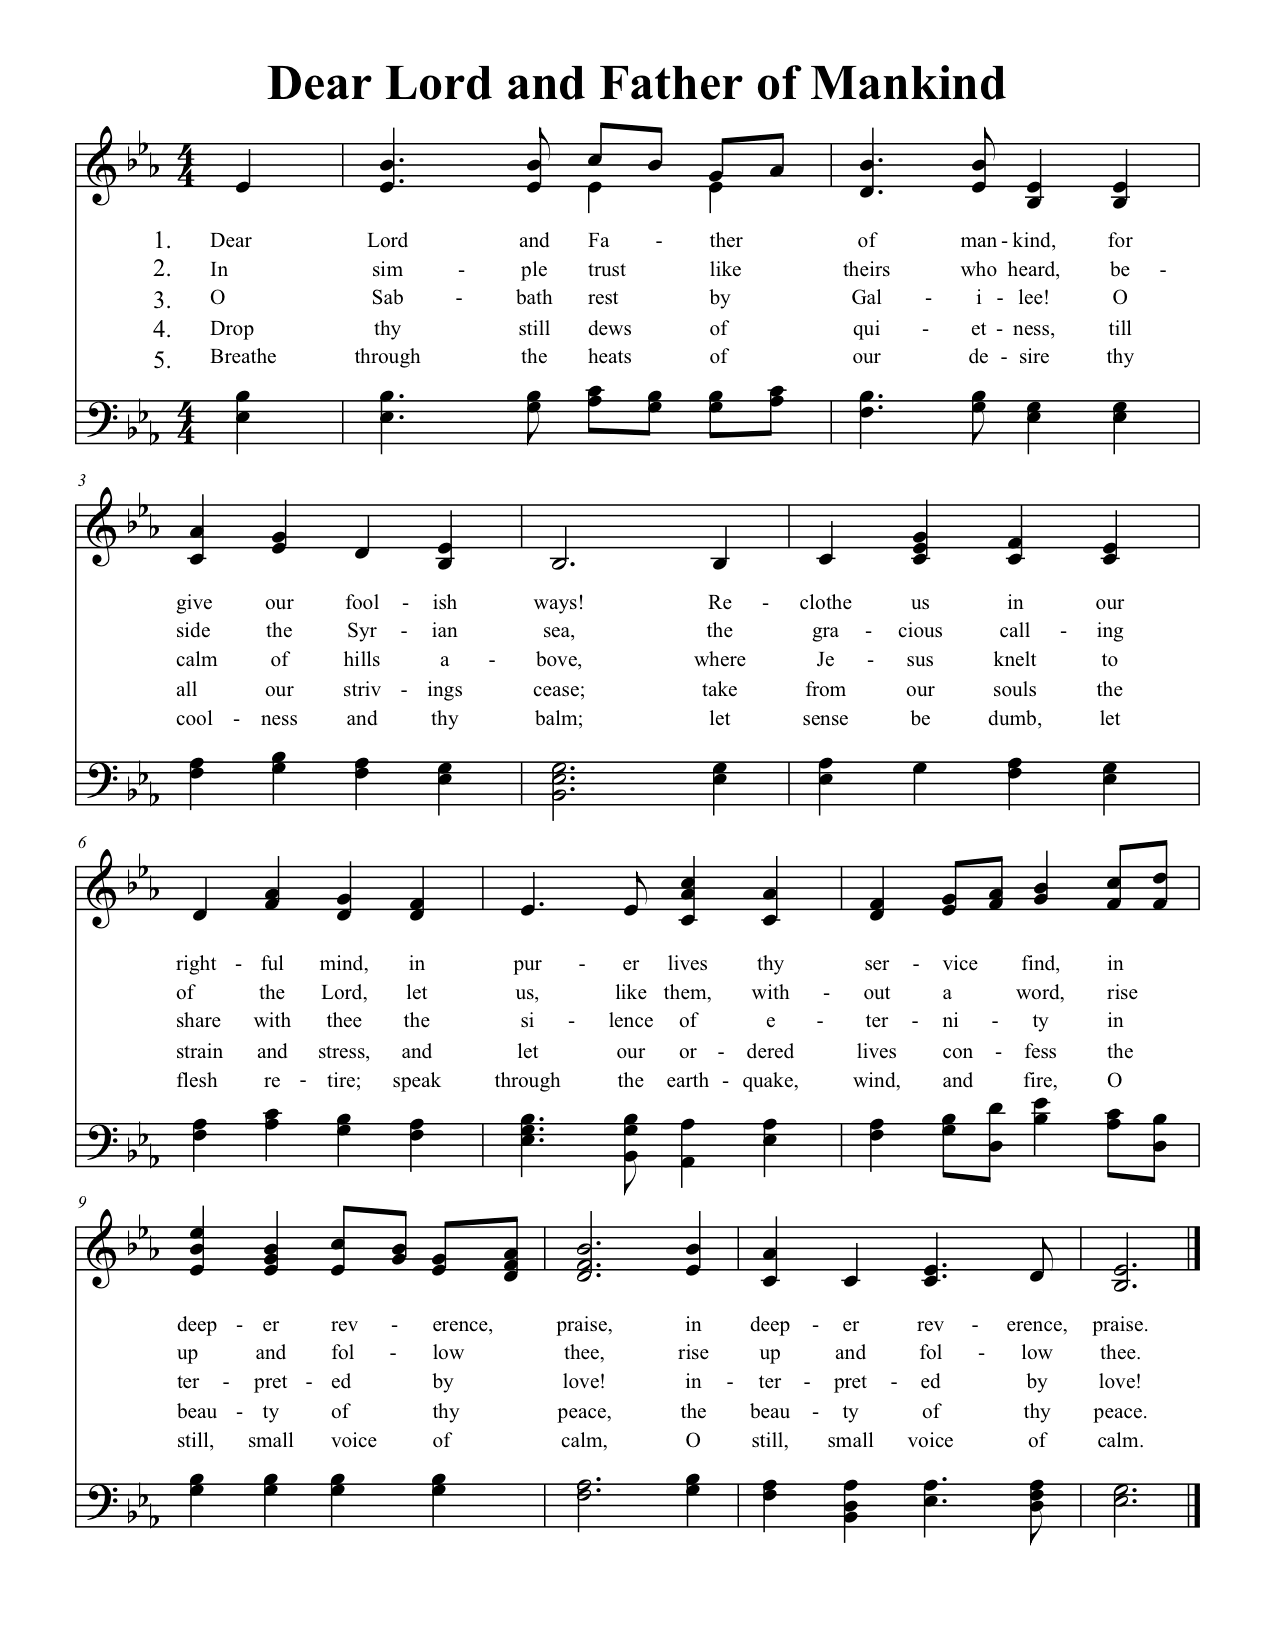 Dear Lord and Father of Mankind
4
4
1. Dear Lord and Fa - ther of man - kind, for
2. In sim - ple trust like theirs who heard, be -
3. O Sab - bath rest by Gal - i - lee! O
4. Drop thy still dews of qui - et - ness, till
5. Breathe through the heats of our de - sire thy
4
4
3
give our fool - ish ways! Re - clothe us in our
side the Syr - ian sea, the gra - cious call - ing
calm of hills a - bove, where Je - sus knelt to
all our striv - ings cease; take from our souls the
cool - ness and thy balm; let sense be dumb, let
6
right - ful mind, in pur - er lives thy ser - vice find, in
of the Lord, let us, like them, with - out a word, rise
share with thee the si - lence of e - ter - ni - ty in
strain and stress, and let our or - dered lives con - fess the
flesh re - tire; speak through the earth - quake, wind, and fire, O
9
deep - er rev - erence, praise, in deep - er rev - erence, praise.
up and fol - low thee, rise up and fol - low thee.
ter - pret - ed by love! in - ter - pret - ed by love!
beau - ty of thy peace, the beau - ty of thy peace.
still, small voice of calm, O still, small voice of calm.